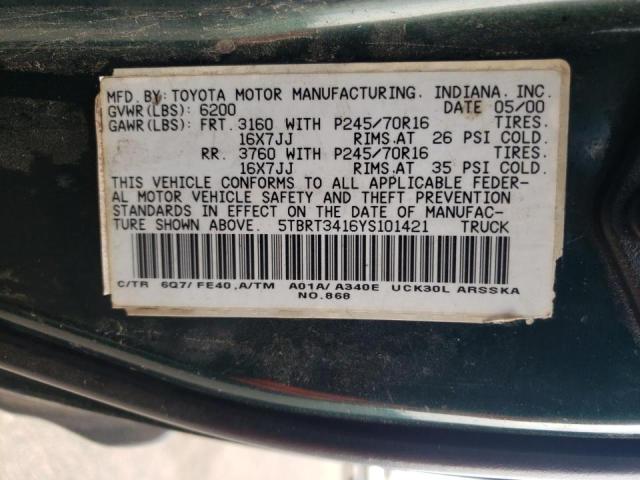 MFD. BY: TOYOTA MOTOR MANUFACTURING, INDIANA, INC.
GVWR(LBS): 6200 DATE 05/00
GAWR(LBS): FRT. 3160 WITH P245/70R16 TIRES.
16X7JJ RIMS.AT 26 PSI COLD.
RR. 3760 WITH P245/70R16 TIRES.
16X7JJ RIMS.AT 35 PSI COLD.
THIS VEHICLE CONFORMS TO ALL APPLICABLE FEDER-
AL MOTOR VEHICLE SAFETY AND THEFT PREVENTION
STANDARDS IN EFFECT ON THE DATE OF MANUFAC-
TURE SHOWN ABOVE. 5TBRT3416YS101421 TRUCK
C/TR 6Q7/FE40,A/TM A01A/A340E UCK30L ARSSKA
NO.868